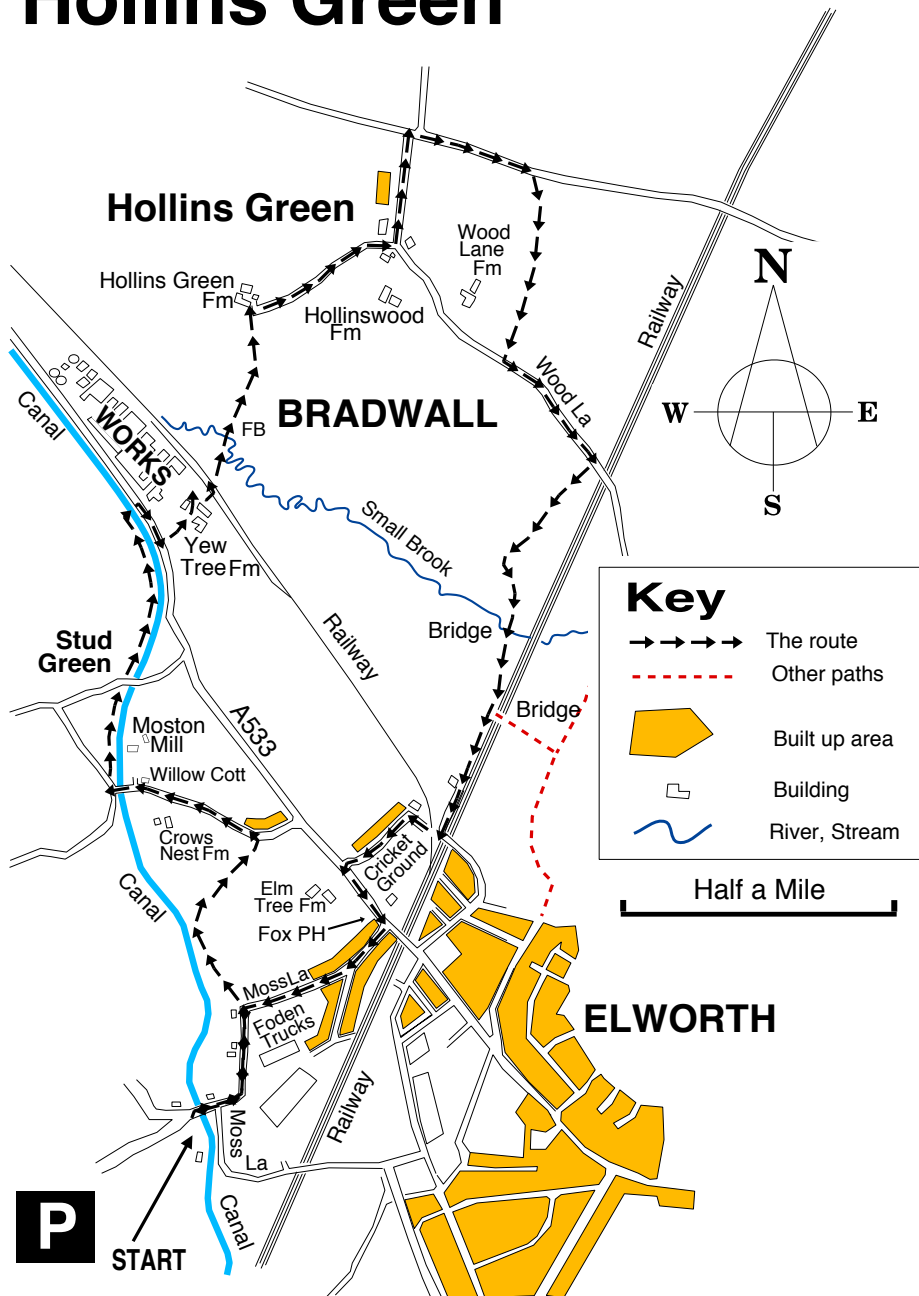 Hollins Green
Hollins Green
Wood
Lane
Fm
N
Hollins Green
Fm
Hollinswood
Fm
Railway
Canal
WORKS
Wood La
W
E
BRADWALL
FB
S
Small Brook
Yew
Tree Fm
Key
The route
Other paths
Built up area
Building
River, Stream
Half a Mile
Stud
Green
Bridge
Railway
Bridge
A533
Moston
Mill
Willow Cott
Crows
Nest Fm
Cricket
Ground
Canal
Elm
Tree Fm
Fox PH
Moss La
Foden
Trucks
ELWORTH
Railway
Moss
La
P
START
Canal